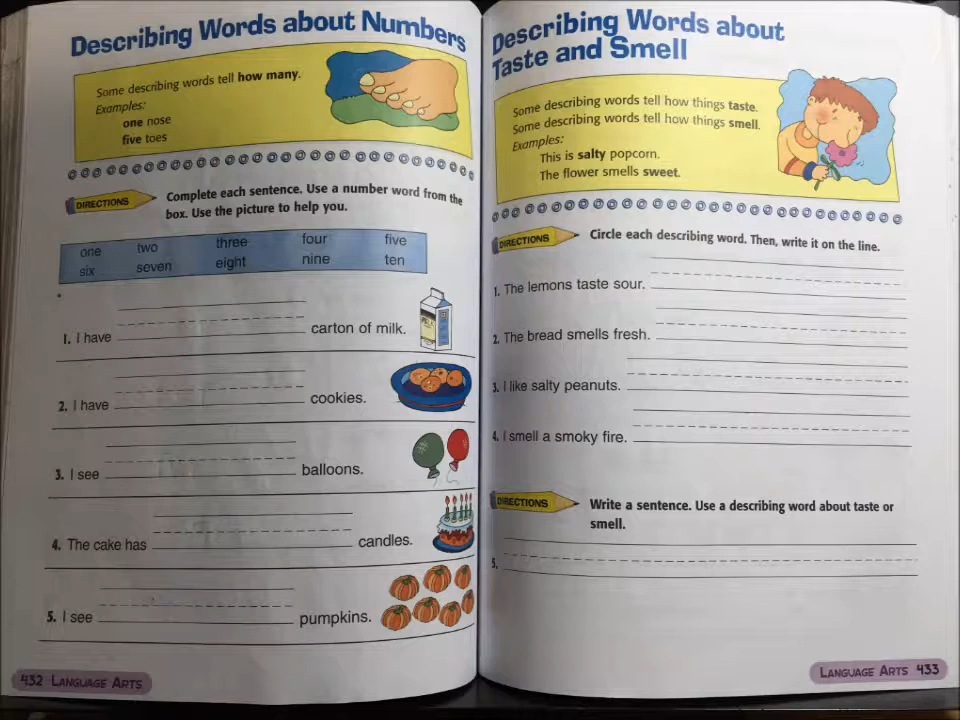 Describing Words about Numbers
Some describing words tell how many.
Examples:
one nose
five toes
DIRECTIONS
Complete each sentence. Use a number word from the
box. Use the picture to help you.
one two three four five
six seven eight nine ten
1. I have carton of milk.
2. I have cookies.
3. I see balloons.
4. The cake has candles.
5. I see pumpkins.
432 LANGUAGE ARTS
Describing Words about
Taste and Smell
Some describing words tell how things taste.
Some describing words tell how things smell.
Examples:
This is salty popcorn.
The flower smells sweet.
DIRECTIONS
Circle each describing word. Then, write it on the line.
1. The lemons taste sour.
2. The bread smells fresh.
3. I like salty peanuts.
4. I smell a smoky fire.
DIRECTIONS
Write a sentence. Use a describing word about taste or
smell.
5.
LANGUAGE ARTS 433